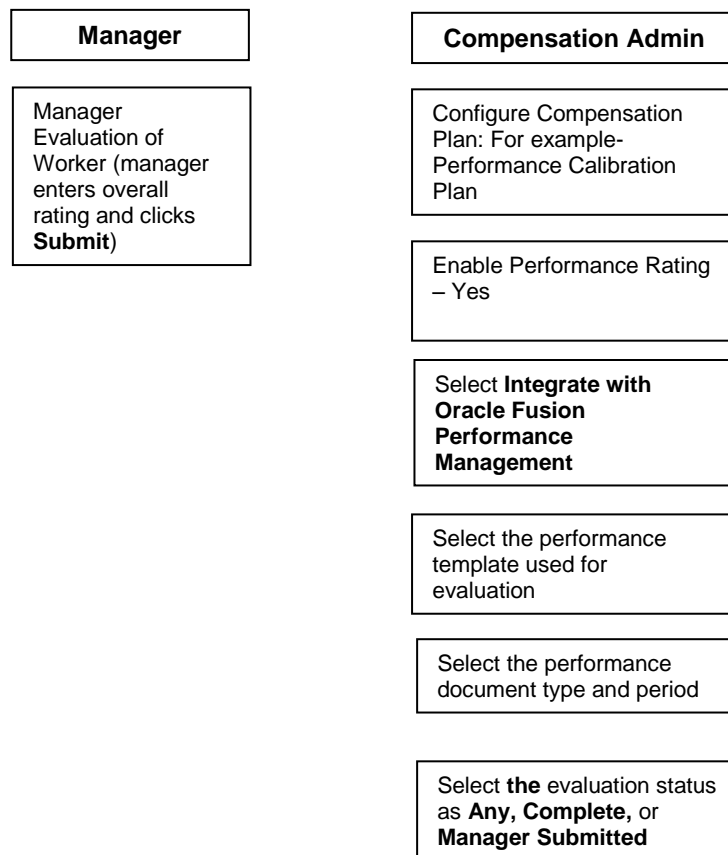 Manager
Manager
Evaluation of
Worker (manager
enters overall
rating and clicks
Submit)
Compensation Admin
Configure Compensation
Plan: For example-
Performance Calibration
Plan
Enable Performance Rating
– Yes
Select Integrate with
Oracle Fusion
Performance
Management
Select the performance
template used for
evaluation
Select the performance
document type and period
Select the evaluation status
as Any, Complete, or
Manager Submitted